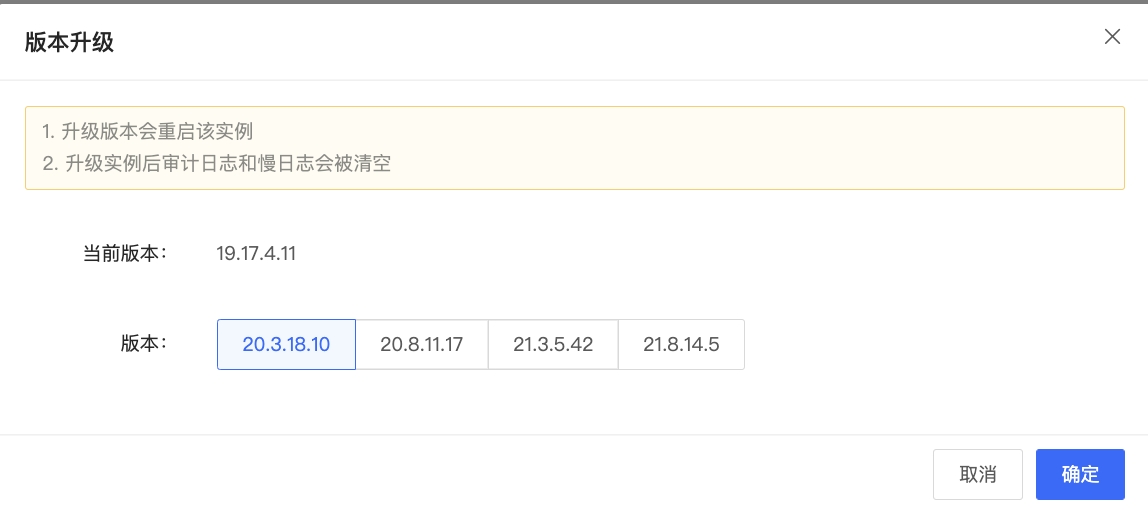 版本升级
1. 升级版本会重启该实例
2. 升级实例后审计日志和慢日志会被清空
当前版本： 19.17.4.11
版本： 20.3.18.10 20.8.11.17 21.3.5.42 21.8.14.5
取消 确定